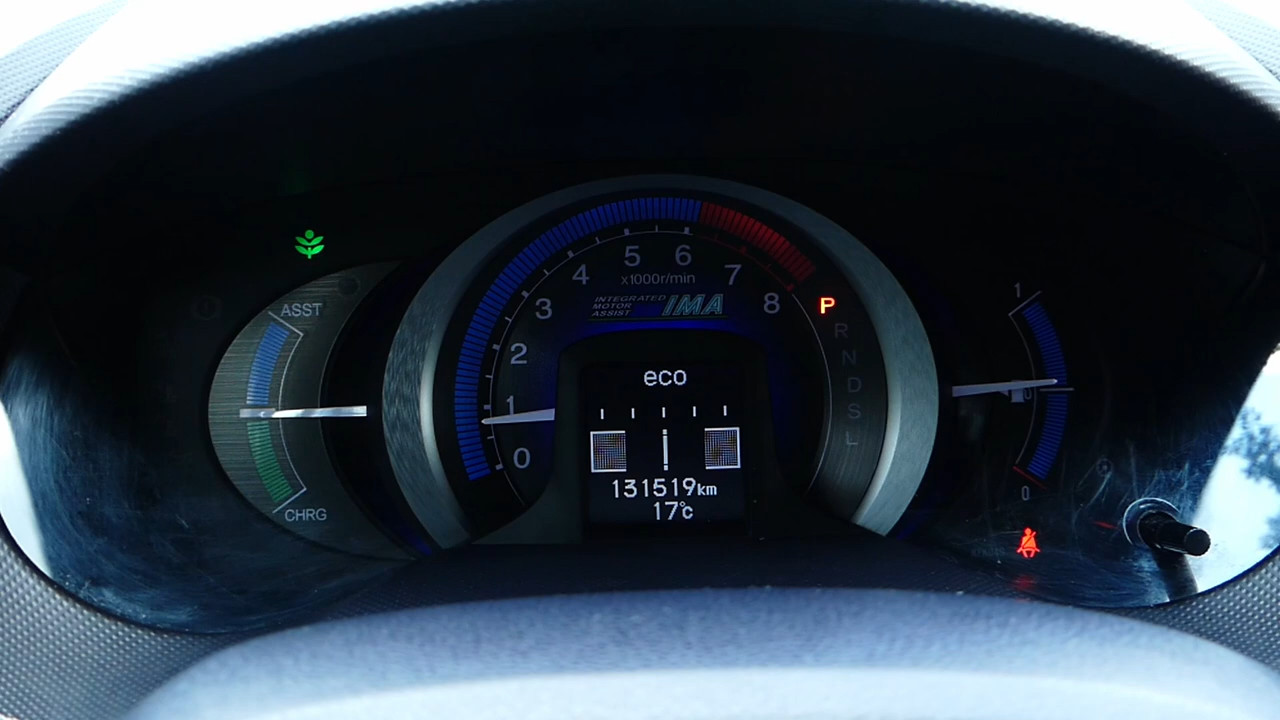 ASST
CHRG
0
1
2
3
4
5
6
7
8
x1000r/min
INTEGRATED
MOTOR
ASSIST
IMA
eco
131519km
17℃
P
R
N
D
S
L
1
0